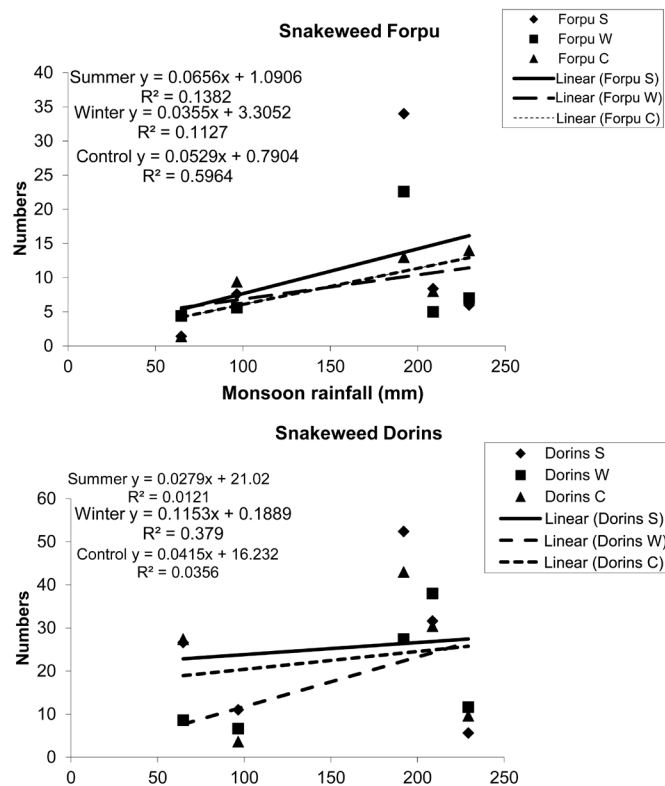 Snakeweed Forpu
Forpu S
Forpu W
Forpu C
Linear (Forpu S)
Linear (Forpu W)
Linear (Forpu C)
Summer y = 0.0656x + 1.0906
R² = 0.1382
Winter y = 0.0355x + 3.3052
R² = 0.1127
Control y = 0.0529x + 0.7904
R² = 0.5964
Numbers
40
35
30
25
20
15
10
5
0
0 50 100 150 200 250
Monsoon rainfall (mm)
Snakeweed Dorins
Dorins S
Dorins W
Dorins C
Linear (Dorins S)
Linear (Dorins W)
Linear (Dorins C)
Summer y = 0.0279x + 21.02
R² = 0.0121
Winter y = 0.1153x + 0.1889
R² = 0.379
Control y = 0.0415x + 16.232
R² = 0.0356
Numbers
60
50
40
30
20
10
0
0 50 100 150 200 250